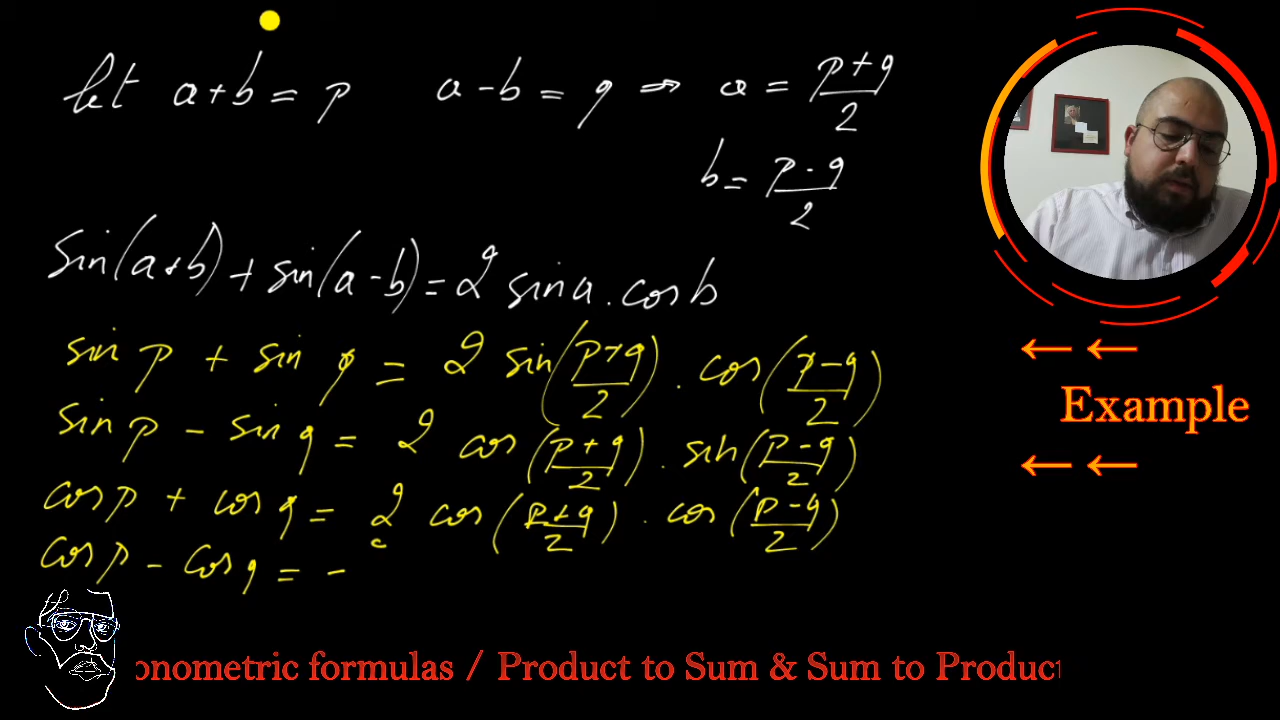 let a+b = p a-b = q ⇒ a = (p+q)/2
b = (p-q)/2
sin(a+b) + sin(a-b) = 2 sin a . cos b
sin p + sin q = 2 sin((p+q)/2) . cos((p-q)/2)
sin p - sin q = 2 cos((p+q)/2) . sin((p-q)/2)
cos p + cos q = 2 cos((p+q)/2) . cos((p-q)/2)
cos p - cos q = -
←←
Example
←←
onometric formulas / Product to Sum & Sum to Product